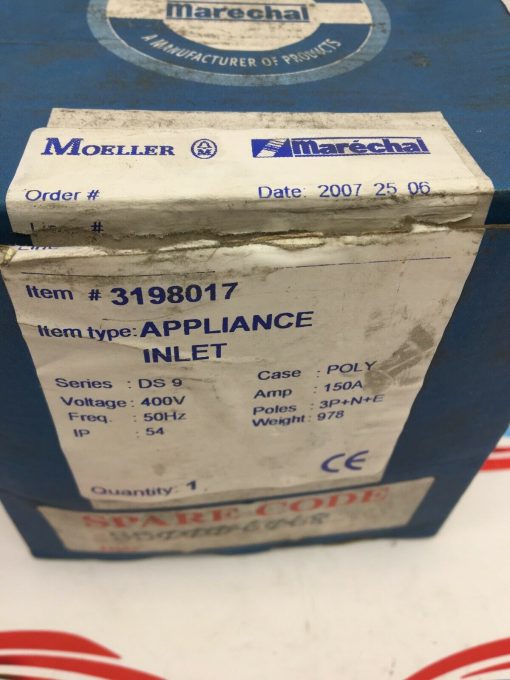 Marechal
A MANUFACTURER OF PRODUCTS
MOELLER AM Maréchal
Order #
Date: 2007 25 06
#
Item # 3198017
Item type: APPLIANCE
INLET
Series : DS 9
Voltage : 400V
Freq. : 50Hz
IP : 54
Case : POLY
Amp : 150A
Poles : 3P+N+E
Weight : 978
CE
Quantity: 1
SPARE CODE